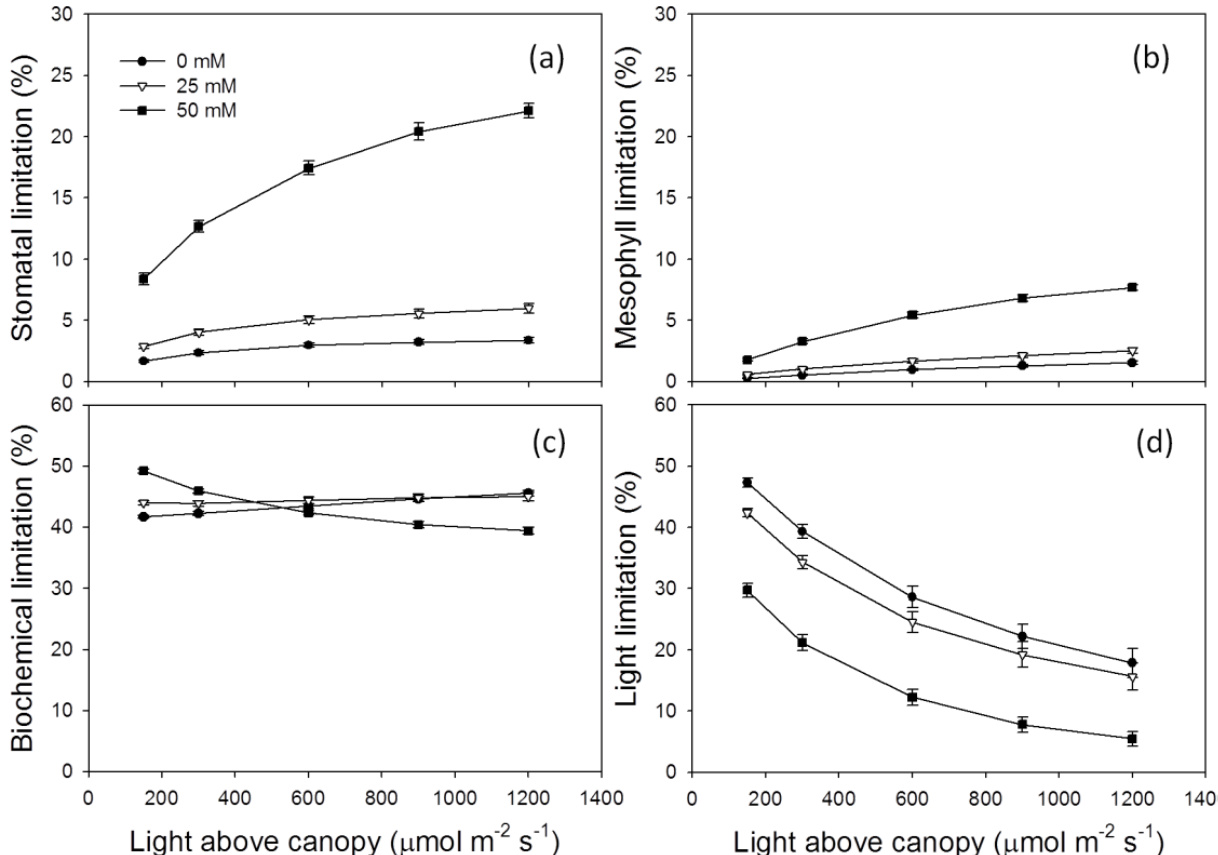 Stomatal limitation (%)
30
25
20
15
10
5
0
0 mM
25 mM
50 mM
(a)
Mesophyll limitation (%)
30
25
20
15
10
5
0
(b)
Biochemical limitation (%)
60
50
40
30
20
10
0
(c)
0 200 400 600 800 1000 1200 1400
Light above canopy (μmol m⁻² s⁻¹)
Light limitation (%)
60
50
40
30
20
10
0
(d)
200 400 600 800 1000 1200 140
Light above canopy (μmol m⁻² s⁻¹)